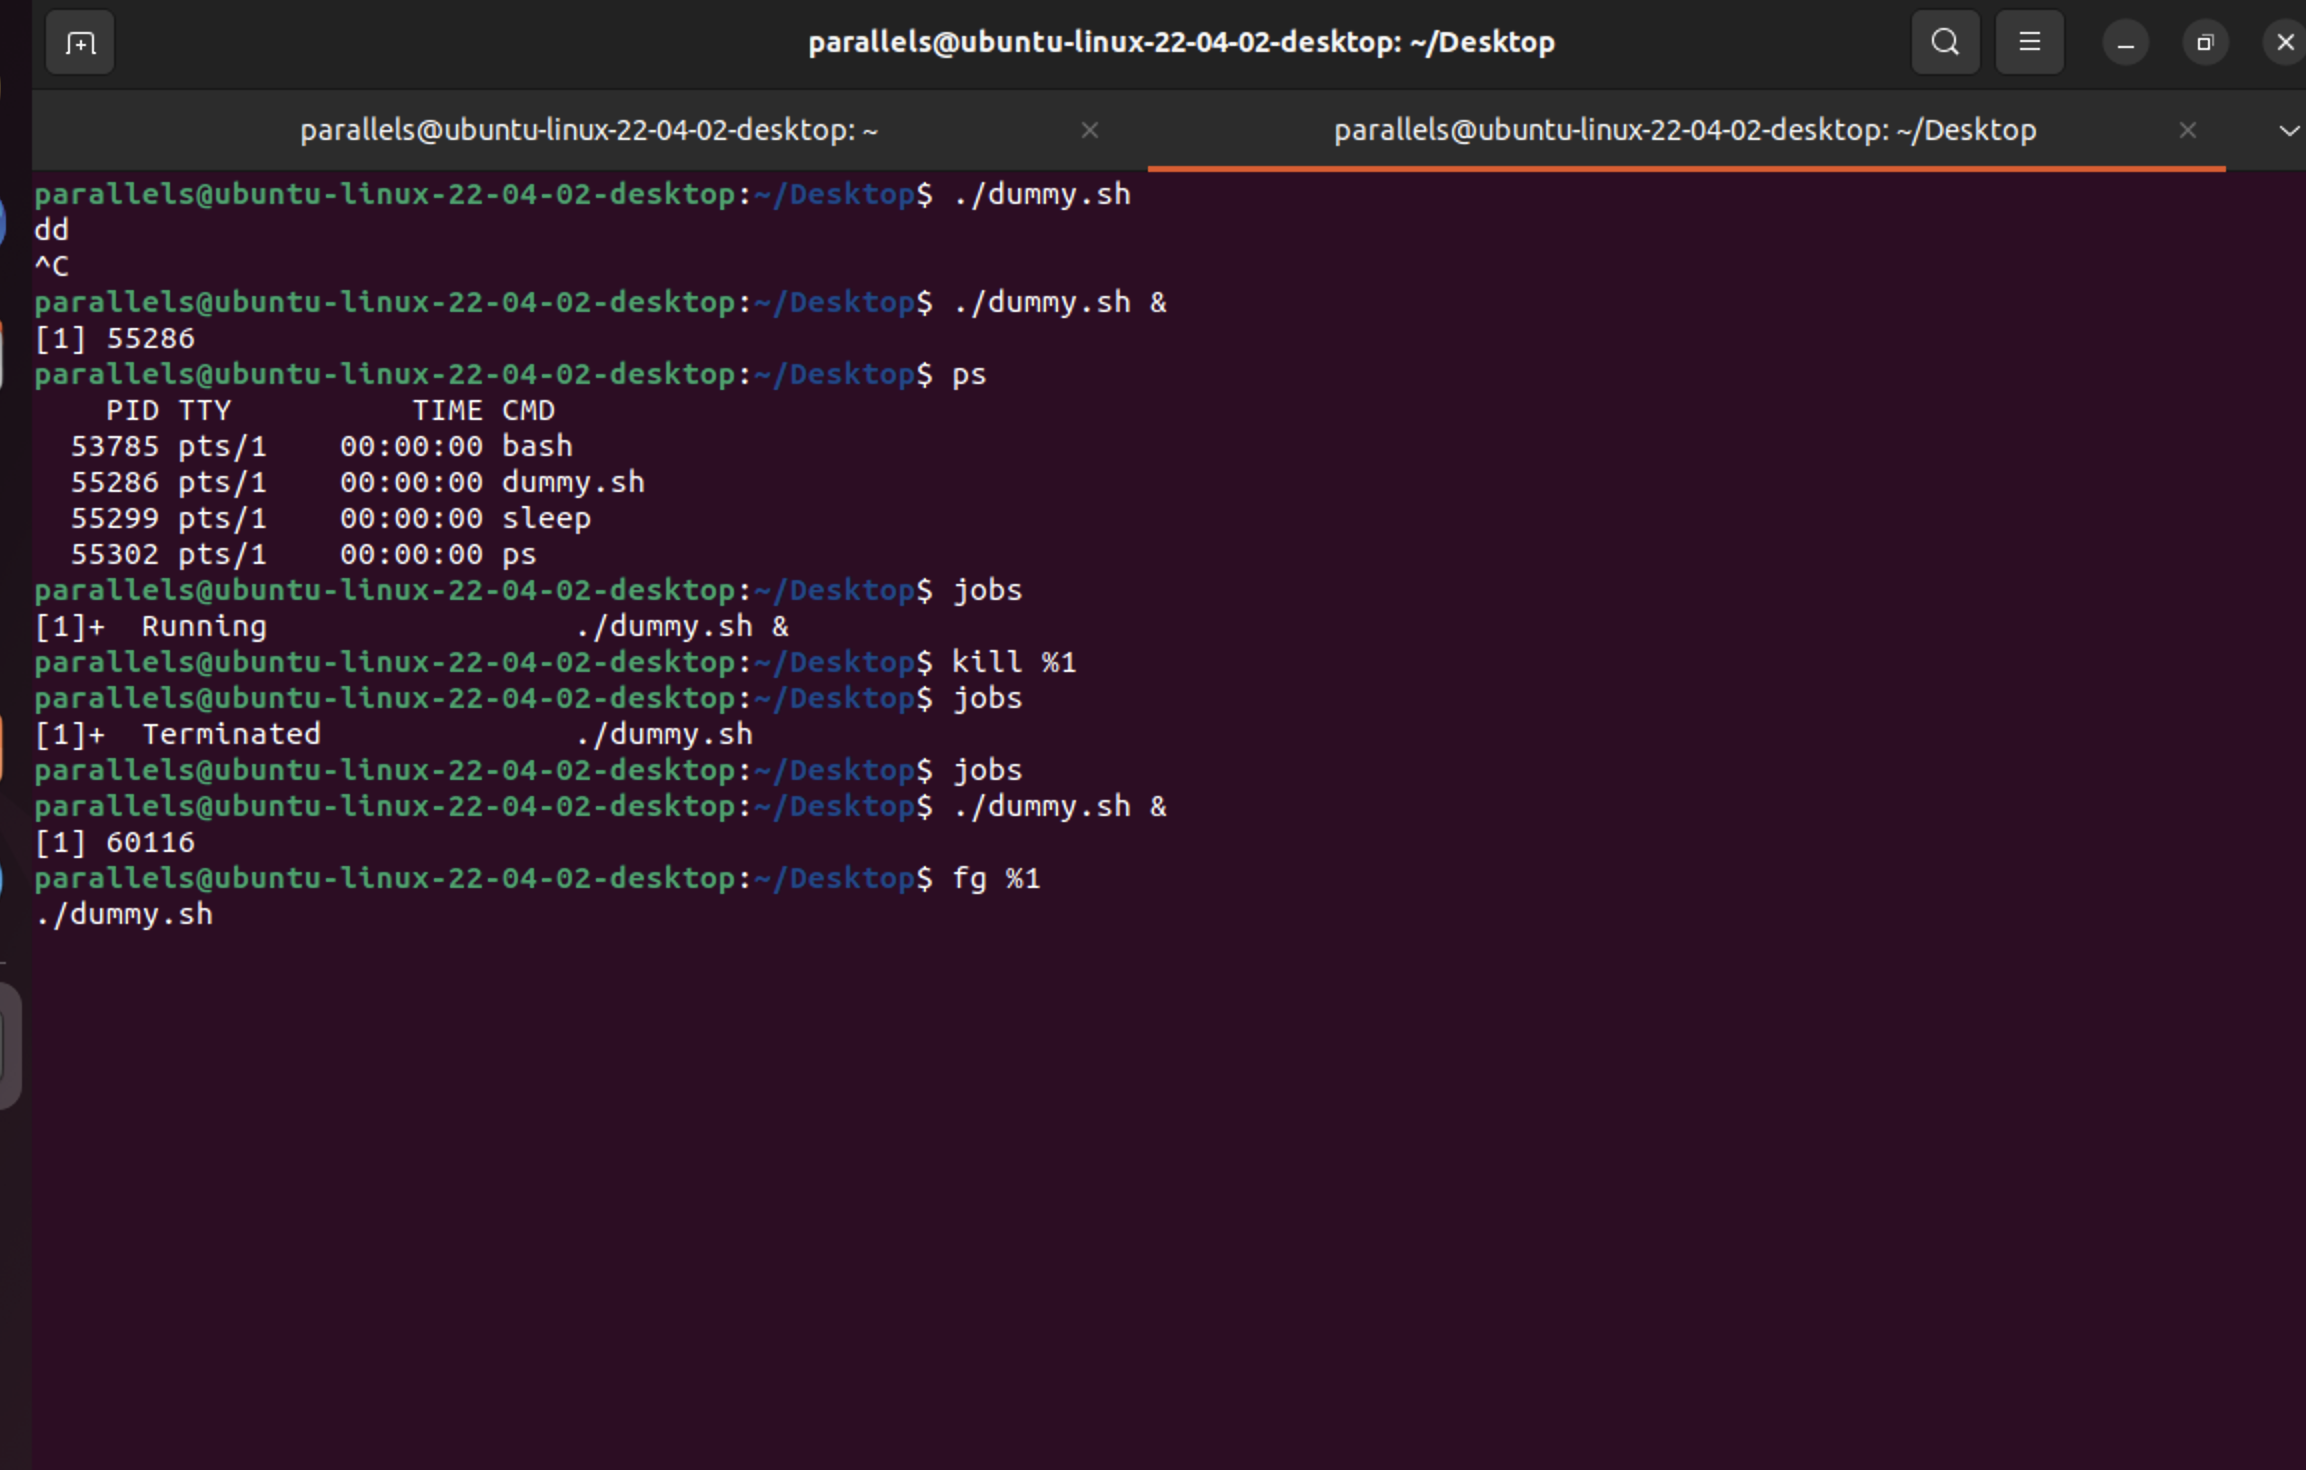 parallels@ubuntu-linux-22-04-02-desktop: ~/Desktop
parallels@ubuntu-linux-22-04-02-desktop: ~
parallels@ubuntu-linux-22-04-02-desktop: ~/Desktop
parallels@ubuntu-linux-22-04-02-desktop:~/Desktop$ ./dummy.sh
dd
^C
parallels@ubuntu-linux-22-04-02-desktop:~/Desktop$ ./dummy.sh &
[1] 55286
parallels@ubuntu-linux-22-04-02-desktop:~/Desktop$ ps
    PID TTY          TIME CMD
  53785 pts/1    00:00:00 bash
  55286 pts/1    00:00:00 dummy.sh
  55299 pts/1    00:00:00 sleep
  55302 pts/1    00:00:00 ps
parallels@ubuntu-linux-22-04-02-desktop:~/Desktop$ jobs
[1]+  Running                 ./dummy.sh &
parallels@ubuntu-linux-22-04-02-desktop:~/Desktop$ kill %1
parallels@ubuntu-linux-22-04-02-desktop:~/Desktop$ jobs
[1]+  Terminated              ./dummy.sh
parallels@ubuntu-linux-22-04-02-desktop:~/Desktop$ jobs
parallels@ubuntu-linux-22-04-02-desktop:~/Desktop$ ./dummy.sh &
[1] 60116
parallels@ubuntu-linux-22-04-02-desktop:~/Desktop$ fg %1
./dummy.sh